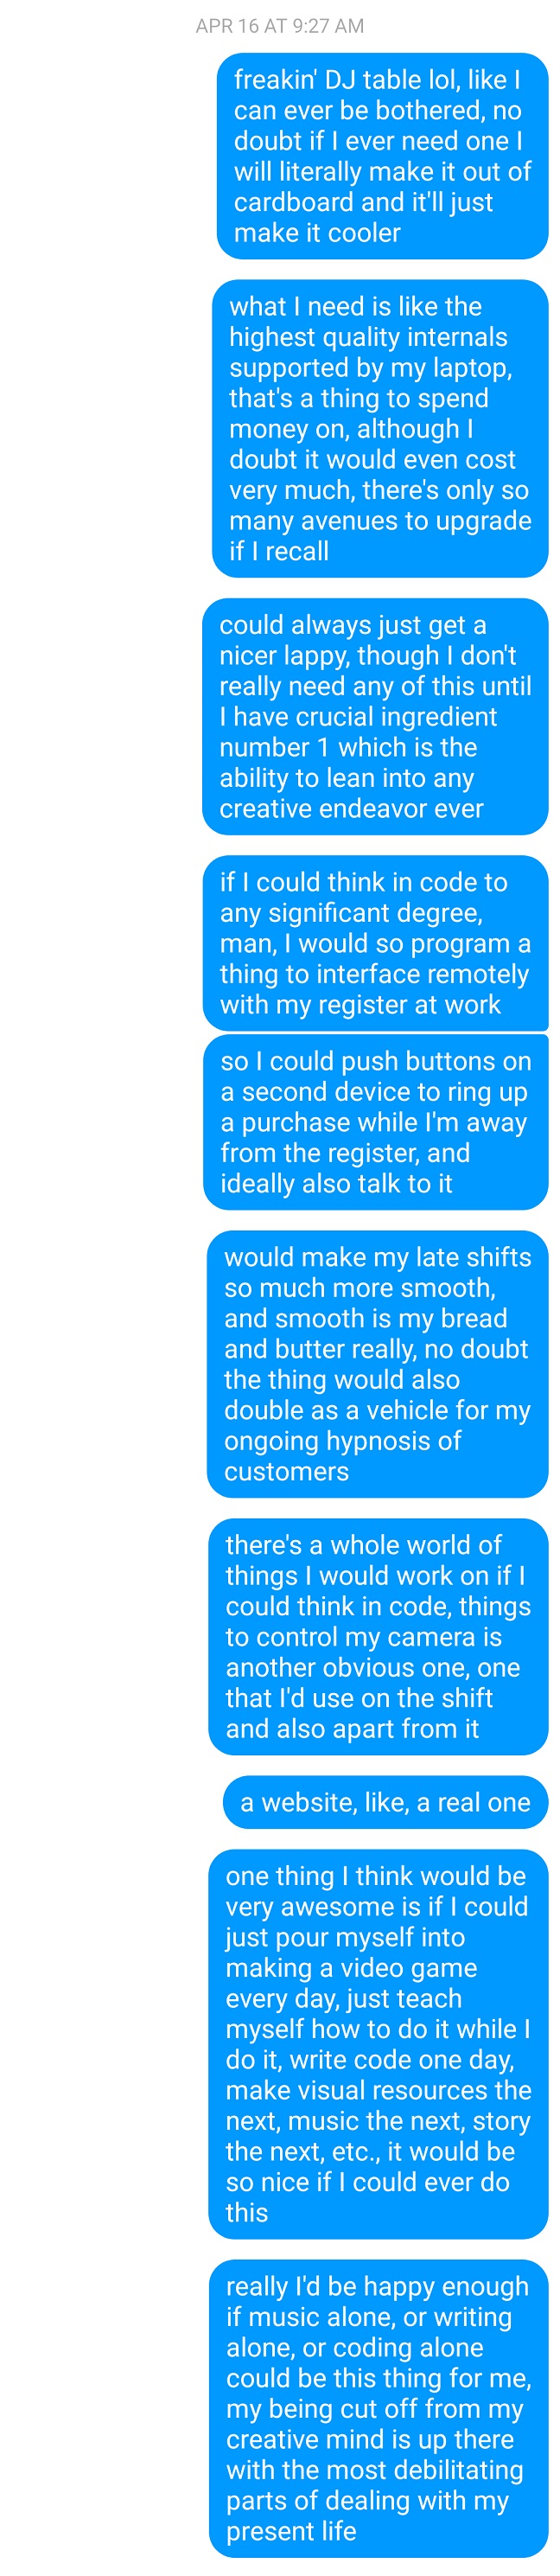 APR 16 AT 9:27 AM
freakin' DJ table lol, like I
can ever be bothered, no
doubt if I ever need one I
will literally make it out of
cardboard and it'll just
make it cooler
what I need is like the
highest quality internals
supported by my laptop,
that's a thing to spend
money on, although I
doubt it would even cost
very much, there's only so
many avenues to upgrade
if I recall
could always just get a
nicer lappy, though I don't
really need any of this until
I have crucial ingredient
number 1 which is the
ability to lean into any
creative endeavor ever
if I could think in code to
any significant degree,
man, I would so program a
thing to interface remotely
with my register at work
so I could push buttons on
a second device to ring up
a purchase while I'm away
from the register, and
ideally also talk to it
would make my late shifts
so much more smooth,
and smooth is my bread
and butter really, no doubt
the thing would also
double as a vehicle for my
ongoing hypnosis of
customers
there's a whole world of
things I would work on if I
could think in code, things
to control my camera is
another obvious one, one
that I'd use on the shift
and also apart from it
a website, like, a real one
one thing I think would be
very awesome is if I could
just pour myself into
making a video game
every day, just teach
myself how to do it while I
do it, write code one day,
make visual resources the
next, music the next, story
the next, etc., it would be
so nice if I could ever do
this
really I'd be happy enough
if music alone, or writing
alone, or coding alone
could be this thing for me,
my being cut off from my
creative mind is up there
with the most debilitating
parts of dealing with my
present life